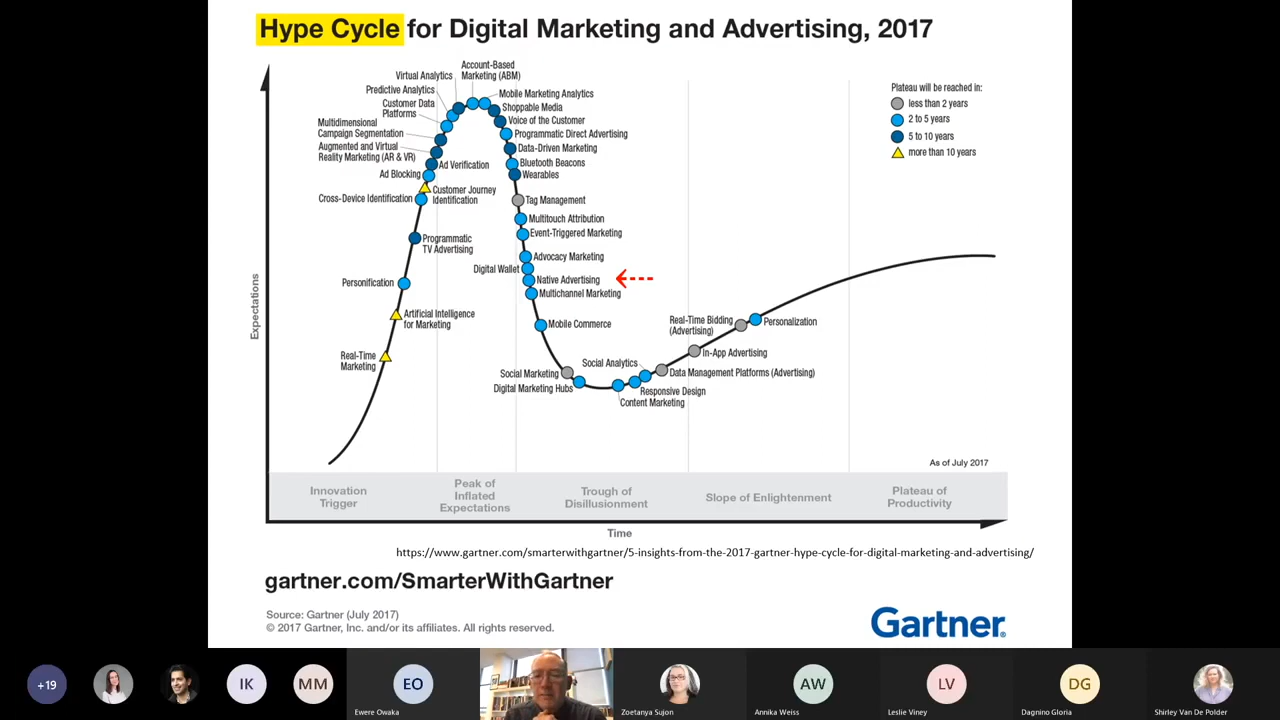 Hype Cycle for Digital Marketing and Advertising, 2017
Account-Based
Marketing (ABM)
Virtual Analytics
Predictive Analytics
Customer Data
Platforms
Multidimensional
Campaign Segmentation
Augmented and Virtual
Reality Marketing (AR & VR)
Ad Verification
Ad Blocking
Customer Journey
Identification
Cross-Device Identification
Programmatic
TV Advertising
Personification
Artificial Intelligence
for Marketing
Real-Time
Marketing
Mobile Marketing Analytics
Shoppable Media
Voice of the Customer
Programmatic Direct Advertising
Data-Driven Marketing
Bluetooth Beacons
Wearables
Tag Management
Multitouch Attribution
Event-Triggered Marketing
Advocacy Marketing
Digital Wallet
Native Advertising
Multichannel Marketing
Mobile Commerce
Social Marketing
Digital Marketing Hubs
Social Analytics
Content Marketing
Responsive Design
Data Management Platforms (Advertising)
In-App Advertising
Real-Time Bidding
(Advertising)
Personalization
Plateau will be reached in:
less than 2 years
2 to 5 years
5 to 10 years
more than 10 years
Expectations
As of July 2017
Innovation
Trigger
Peak of
Inflated
Expectations
Trough of
Disillusionment
Slope of Enlightenment
Plateau of
Productivity
Time
https://www.gartner.com/smarterwithgartner/5-insights-from-the-2017-gartner-hype-cycle-for-digital-marketing-and-advertising/
gartner.com/SmarterWithGartner
Source: Gartner (July 2017)
© 2017 Gartner, Inc. and/or its affiliates. All rights reserved.
Gartner®
+19
IK
MM
EO
AW
LV
DG
Ewere Owaka
Zoetanya Sujon
Annika Weiss
Leslie Viney
Dagnino Gloria
Shirley Van De Polder